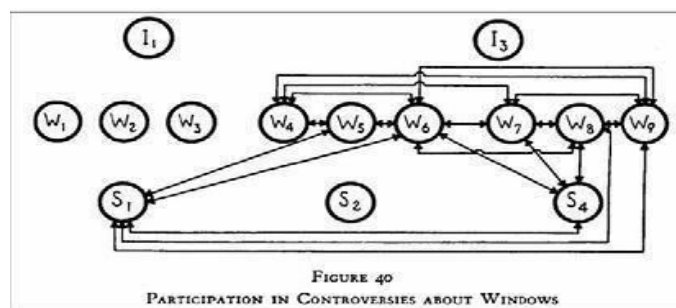 I1 I3
W1 W2 W3 W4 W5 W6 W7 W8 W9
S1 S2 S4
FIGURE 40
PARTICIPATION IN CONTROVERSIES ABOUT WINDOWS